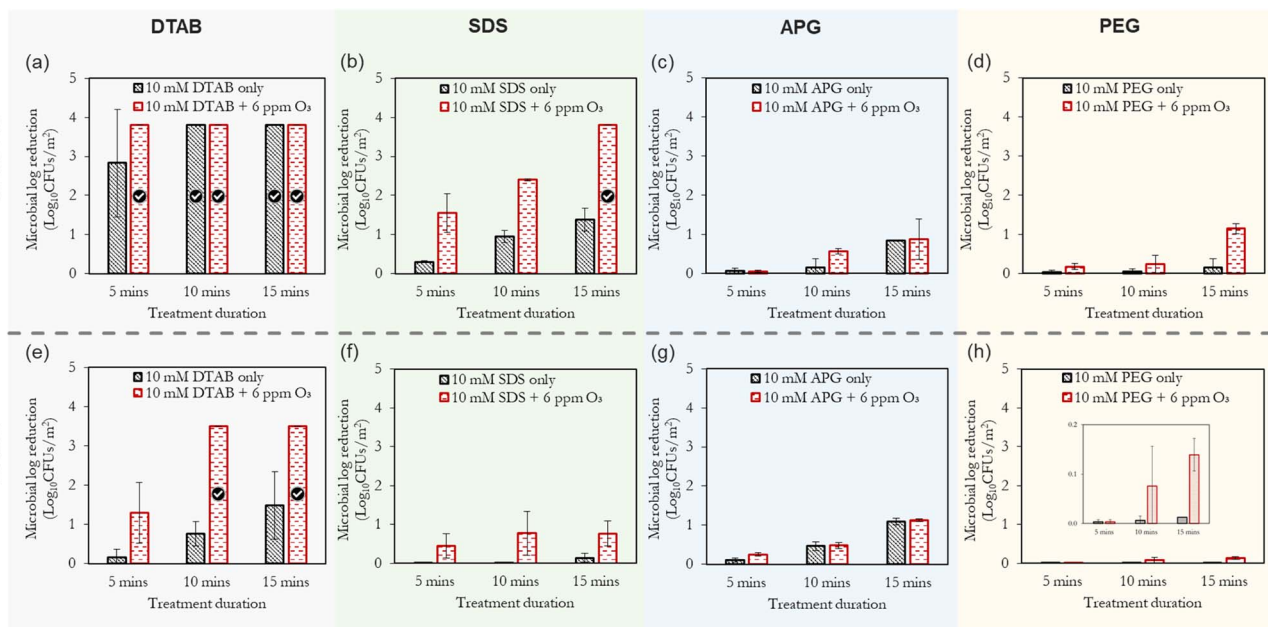 DTAB
SDS
APG
PEG
(a)
10 mM DTAB only
10 mM DTAB + 6 ppm O₃
Microbial log reduction
(Log₁₀CFUs/m²)
5
4
3
2
1
0
5 mins
10 mins
15 mins
Treatment duration
(b)
10 mM SDS only
10 mM SDS + 6 ppm O₃
Microbial log reduction
(Log₁₀CFUs/m²)
5
4
3
2
1
0
5 mins
10 mins
15 mins
Treatment duration
(c)
10 mM APG only
10 mM APG + 6 ppm O₃
Microbial log reduction
(Log₁₀CFUs/m²)
5
4
3
2
1
0
5 mins
10 mins
15 mins
Treatment duration
(d)
10 mM PEG only
10 mM PEG + 6 ppm O₃
Microbial log reduction
(Log₁₀CFUs/m²)
5
4
3
2
1
0
5 mins
10 mins
15 mins
Treatment duration
(e)
10 mM DTAB only
10 mM DTAB + 6 ppm O₃
Microbial log reduction
(Log₁₀CFUs/m²)
5
4
3
2
1
0
5 mins
10 mins
15 mins
Treatment duration
(f)
10 mM SDS only
10 mM SDS + 6 ppm O₃
Microbial log reduction
(Log₁₀CFUs/m²)
5
4
3
2
1
0
5 mins
10 mins
15 mins
Treatment duration
(g)
10 mM APG only
10 mM APG + 6 ppm O₃
Microbial log reduction
(Log₁₀CFUs/m²)
5
4
3
2
1
0
5 mins
10 mins
15 mins
Treatment duration
(h)
10 mM PEG only
10 mM PEG + 6 ppm O₃
Microbial log reduction
(Log₁₀CFUs/m²)
5
4
3
2
1
0
0.2
0.1
0.0
5 mins
10 mins
15 mins
5 mins
10 mins
15 mins
Treatment duration